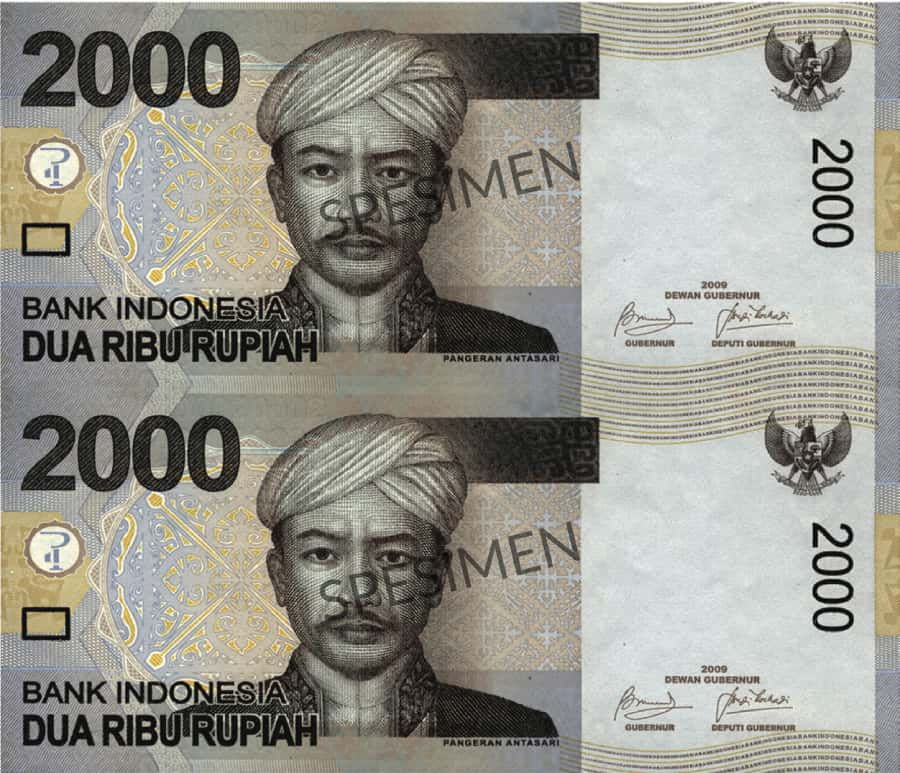 2000
SPESIMEN
2000
BANK INDONESIA
DUA RIBU RUPIAH
PANGERAN ANTASARI
2009
DEWAN GUBERNUR
GUBERNUR
DEPUTI GUBERNUR
BANKINDONESIABANKINDONESIABANKINDONESIA
2000
SPESIMEN
2000
BANK INDONESIA
DUA RIBU RUPIAH
PANGERAN ANTASARI
2009
DEWAN GUBERNUR
GUBERNUR
DEPUTI GUBERNUR